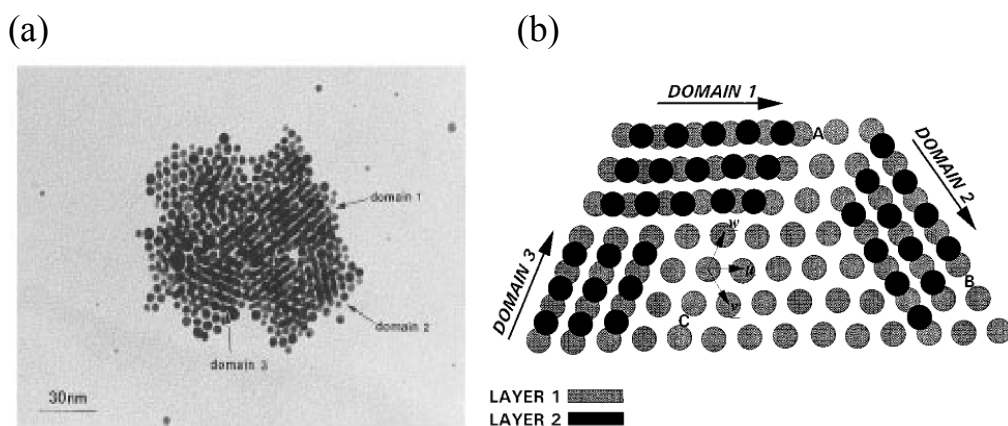 (a)
domain 1
domain 2
domain 3
30nm
(b)
DOMAIN 1
A
DOMAIN 2
DOMAIN 3
w
u
v
B
C
LAYER 1
LAYER 2